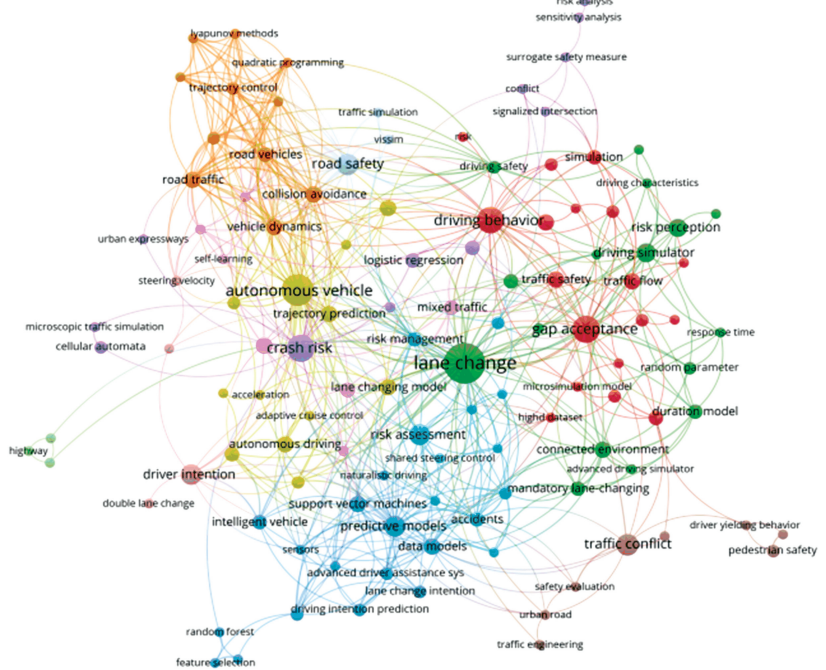 risk analysis
sensitivity analysis
lyapunov methods
surrogate safety measure
quadratic programming
trajectory control
conflict
traffic simulation
signalized intersection
vissim
risk
road vehicles
simulation
road safety
driving safety
road traffic
driving characteristics
collision avoidance
driving behavior
vehicle dynamics
risk perception
urban expressways
driving simulator
self-learning
logistic regression
steering velocity
traffic safety
traffic flow
autonomous vehicle
mixed traffic
trajectory prediction
microscopic traffic simulation
gap acceptance
response time
risk management
cellular automata
crash risk
lane change
random parameter
lane changing model
microsimulation model
acceleration
adaptive cruise control
highd dataset
duration model
risk assessment
autonomous driving
highway
connected environment
shared steering control
advanced driving simulator
driver intention
naturalistic driving
mandatory lane-changing
double lane change
support vector machines
intelligent vehicle
predictive models
accidents
driver yielding behavior
sensors
data models
traffic conflict
pedestrian safety
advanced driver assistance sys
lane change intention
safety evaluation
driving intention prediction
urban road
random forest
traffic engineering
feature selection